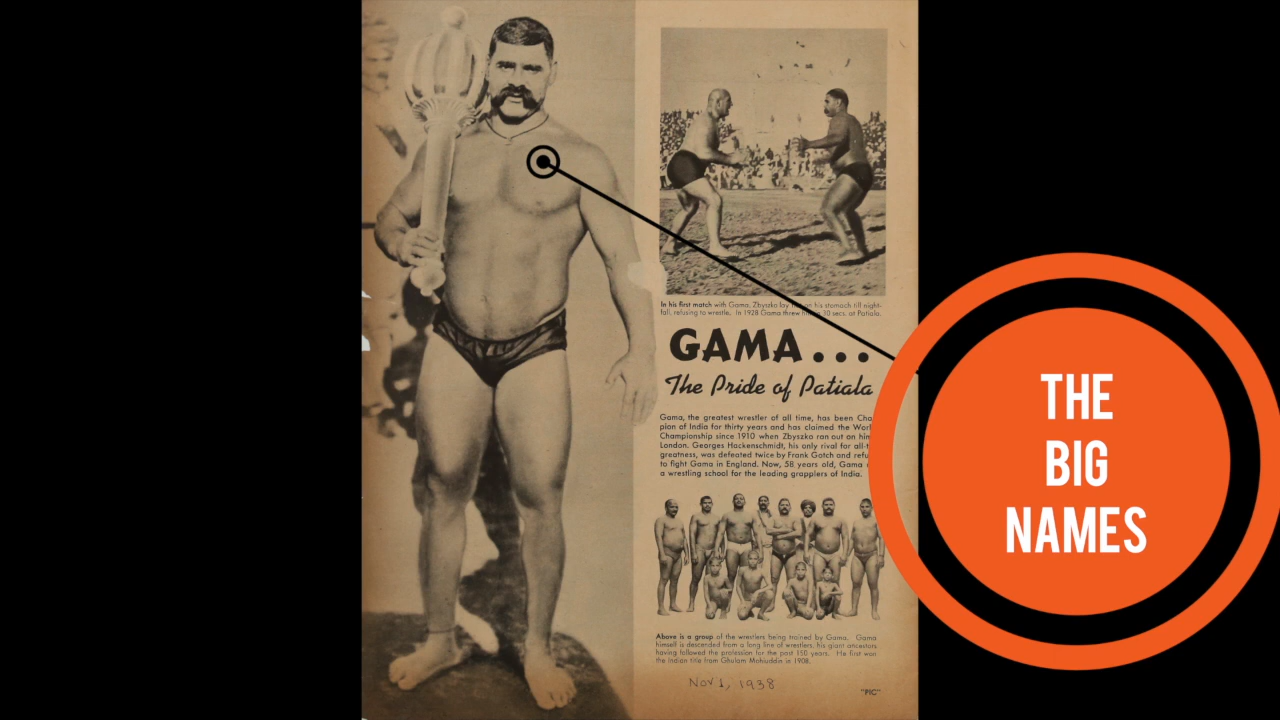 In his first match with Gama, Zbyszko lay on his stomach till night-
fall, refusing to wrestle. In 1928 Gama threw 10 secs. at Patiala.
GAMA...
The Pride of Patiala
Gama, the greatest wrestler of all time, has been Cha
pion of India for thirty years and has claimed the Worl
Championship since 1910 when Zbyszko ran out on him
London. Georges Hackenschmidt, his only rival for all-t
greatness, was defeated twice by Frank Gotch and refu
to fight Gama in England. Now, 58 years old, Gama
a wrestling school for the leading grapplers of India.
Above is a group of the wrestlers being trained by Gama. Gama
himself is descended from a long line of wrestlers, his giant ancestors
having followed the profession for the past 150 years. He first won
the Indian title from Ghulam Mohiuddin in 1908.
NOV 1, 1938
"PIC"
THE
BIG
NAMES